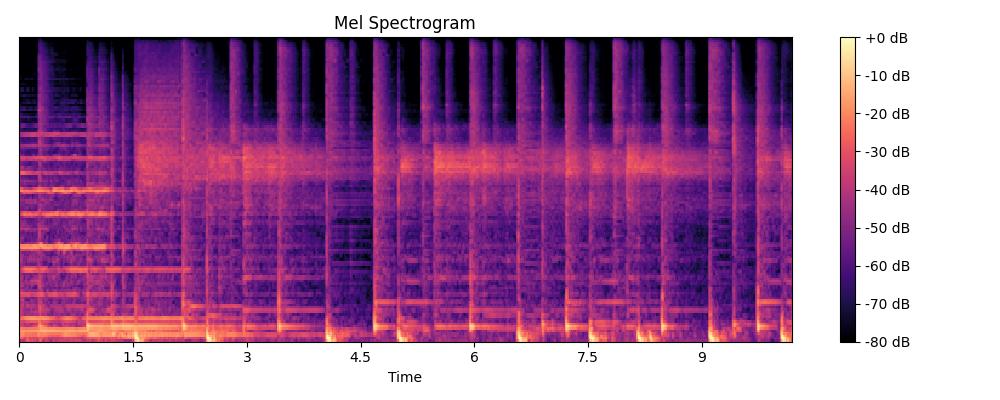 Mel Spectrogram
+0 dB
-10 dB
-20 dB
-30 dB
-40 dB
-50 dB
-60 dB
-70 dB
-80 dB
0 1.5 3 4.5 6 7.5 9
Time